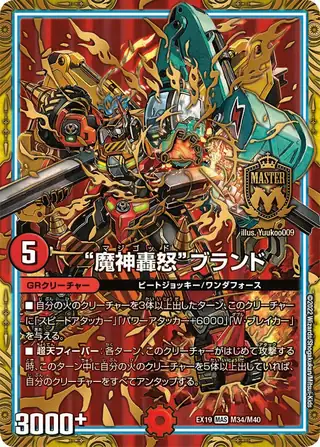 MASTER
M
illus. Yuukoo009
5
マジゴッド
“魔神轟怒”ブランド
GRクリーチャー
ビートジョッキー/ワンダフォース
■自分の火のクリーチャーを3体以上出したターン、このクリーチャー
に「スピードアタッカー」「パワーアタッカー+6000」「W・ブレイカー」
を与える。
■超天フィーバー:各ターン、このクリーチャーがはじめて攻撃する
時、このターン中に自分の火のクリーチャーを5体以上出していれば、
自分のクリーチャーをすべてアンタップする。
3000+
EX19 MAS M34/M40
©2022 Wizards/Shogakukan/Mitsui-Kids